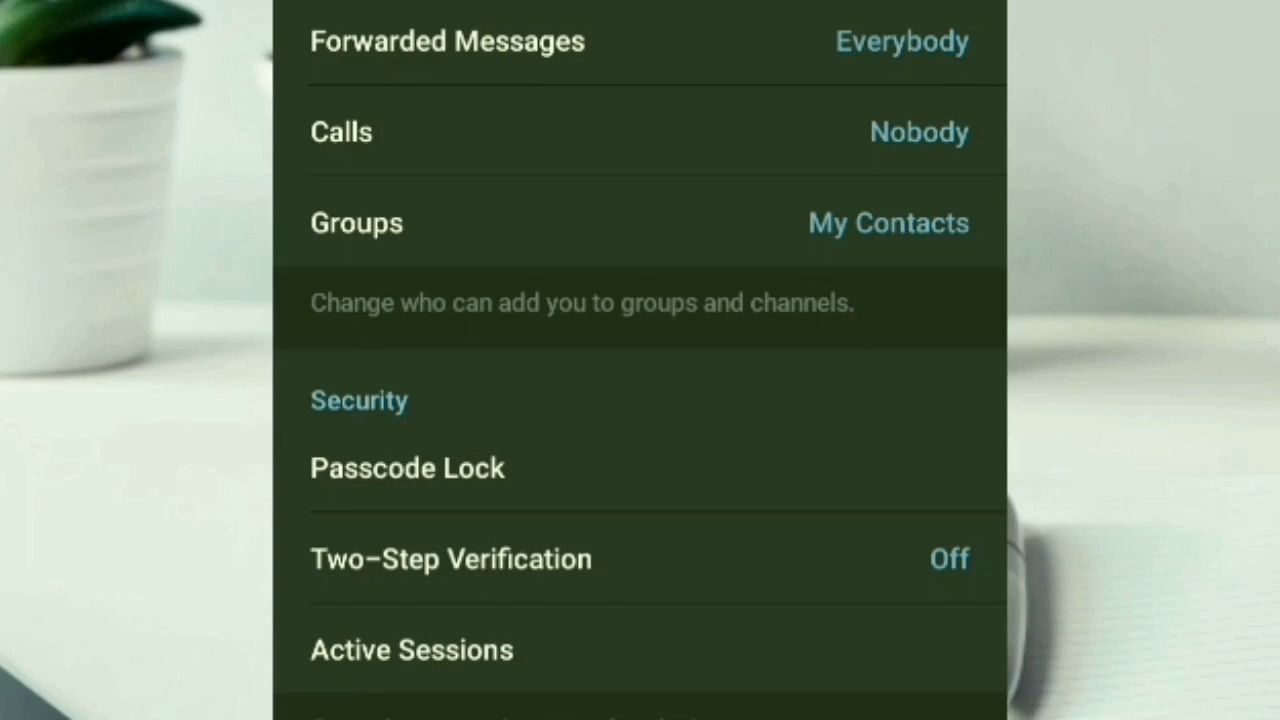 Forwarded Messages Everybody
Calls Nobody
Groups My Contacts
Change who can add you to groups and channels.
Security
Passcode Lock
Two-Step Verification Off
Active Sessions